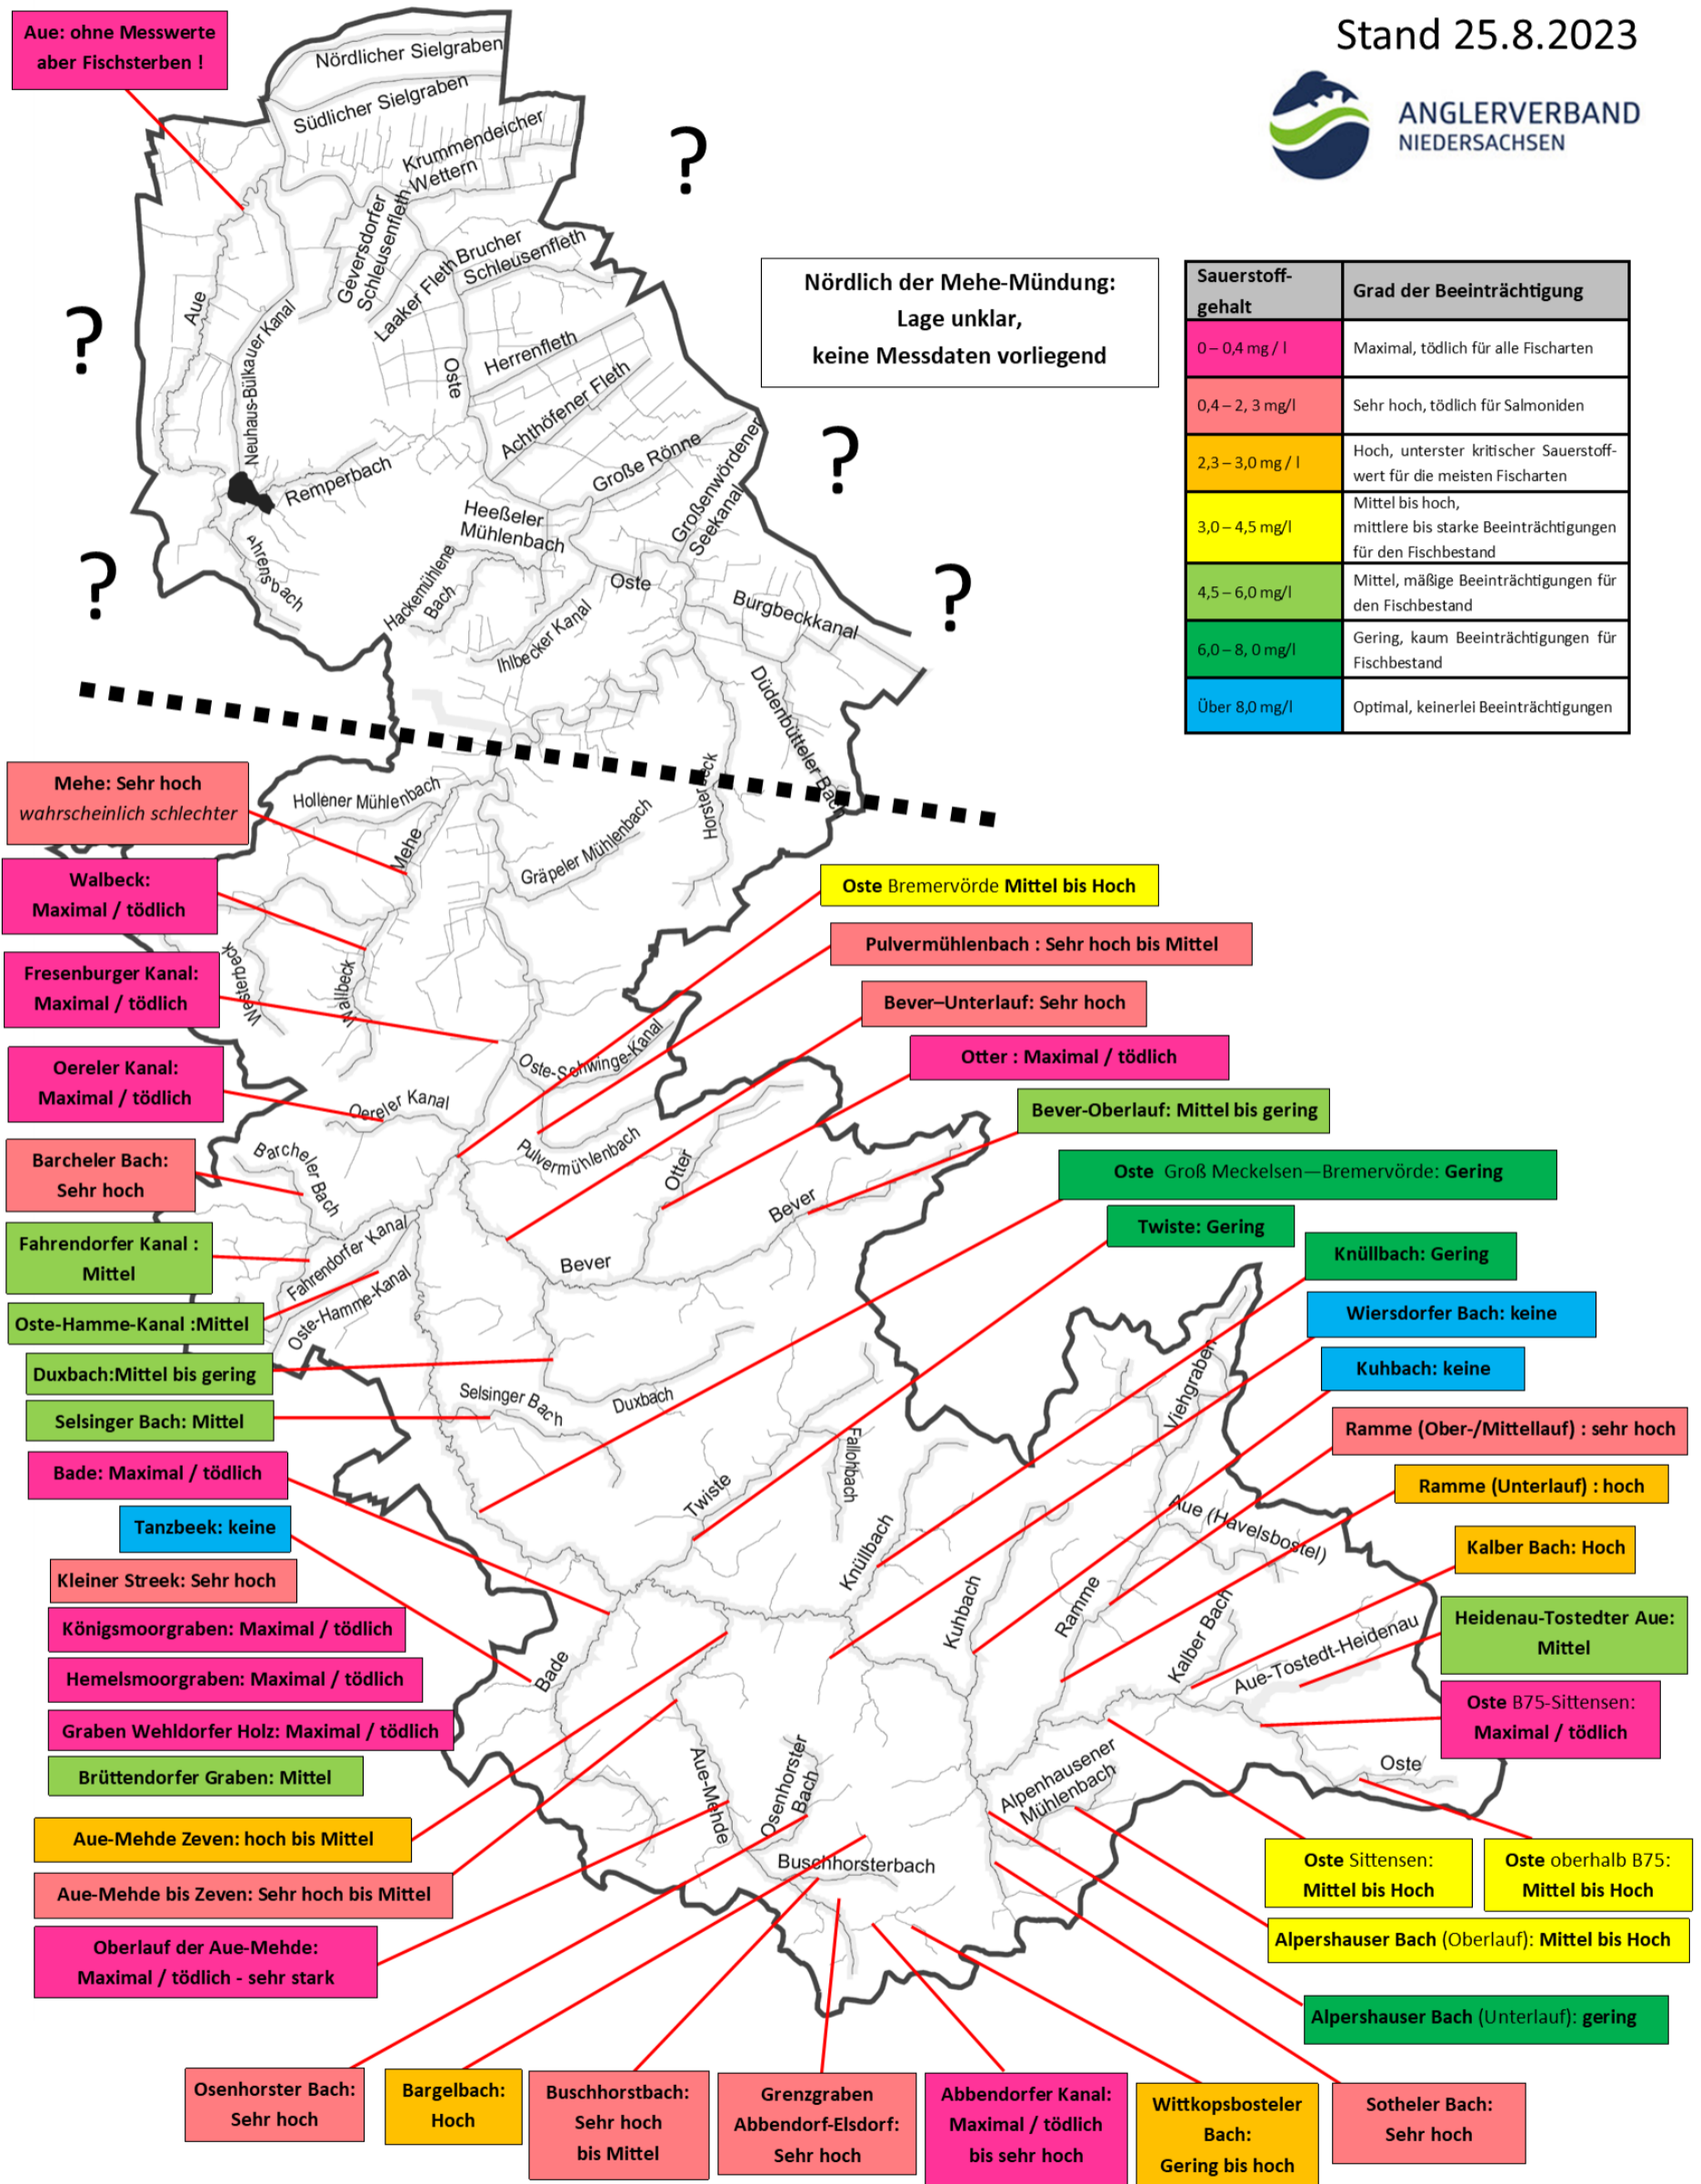 Stand 25.8.2023
ANGLERVERBAND
NIEDERSACHSEN
Aue: ohne Messwerte
aber Fischsterben !
Nördlicher Sielgraben
Südlicher Sielgraben
Krummendeicher
Wettern
Geversdorfer
Schleusenfleth
Laaker Fleth
Brucher
Schleusenfleth
Aue
Neuhaus-Bülkauer Kanal
Oste
Herrenfleth
Achthöfener Fleth
Große Rönne
Großenwördener
Seekanal
Remperbach
Heeßeler
Mühlenbach
Ahrensbach
Hackemühlener
Bach
Ihlbecker Kanal
Oste
Burgbeckkanal
Düdenbütteler Bach
Horsterbeck
?
?
?
?
?
Nördlich der Mehe-Mündung:
Lage unklar,
keine Messdaten vorliegend
Sauerstoff-
gehalt
Grad der Beeinträchtigung
0 – 0,4 mg / l
Maximal, tödlich für alle Fischarten
0,4 – 2, 3 mg/l
Sehr hoch, tödlich für Salmoniden
2,3 – 3,0 mg / l
Hoch, unterster kritischer Sauerstoff-
wert für die meisten Fischarten
3,0 – 4,5 mg/l
Mittel bis hoch,
mittlere bis starke Beeinträchtigungen
für den Fischbestand
4,5 – 6,0 mg/l
Mittel, mäßige Beeinträchtigungen für
den Fischbestand
6,0 – 8, 0 mg/l
Gering, kaum Beeinträchtigungen für
Fischbestand
Über 8,0 mg/l
Optimal, keinerlei Beeinträchtigungen
Mehe: Sehr hoch
wahrscheinlich schlechter
Walbeck:
Maximal / tödlich
Fresenburger Kanal:
Maximal / tödlich
Oereler Kanal:
Maximal / tödlich
Barcheler Bach:
Sehr hoch
Fahrendorfer Kanal :
Mittel
Oste-Hamme-Kanal :Mittel
Duxbach:Mittel bis gering
Selsinger Bach: Mittel
Bade: Maximal / tödlich
Tanzbeek: keine
Kleiner Streek: Sehr hoch
Königsmoorgraben: Maximal / tödlich
Hemelsmoorgraben: Maximal / tödlich
Graben Wehldorfer Holz: Maximal / tödlich
Brüttendorfer Graben: Mittel
Aue-Mehde Zeven: hoch bis Mittel
Aue-Mehde bis Zeven: Sehr hoch bis Mittel
Oberlauf der Aue-Mehde:
Maximal / tödlich - sehr stark
Hollener Mühlenbach
Mehe
Gräpeler Mühlenbach
Westerbeck
Wallbeck
Oste-Schwinge-Kanal
Oereler Kanal
Barcheler Bach
Pulvermühlenbach
Otter
Bever
Bever
Fahrendorfer Kanal
Oste-Hamme-Kanal
Selsinger Bach
Duxbach
Twiste
Fallohbach
Knüllbach
Viehgraben
Aue (Havelsbostel)
Kuhbach
Ramme
Kalber Bach
Aue-Tostedt-Heidenau
Bade
Aue-Mehde
Osenhorster
Bach
Buschhorsterbach
Alpenhausener
Mühlenbach
Oste
Oste Bremervörde Mittel bis Hoch
Pulvermühlenbach : Sehr hoch bis Mittel
Bever–Unterlauf: Sehr hoch
Otter : Maximal / tödlich
Bever-Oberlauf: Mittel bis gering
Oste Groß Meckelsen—Bremervörde: Gering
Twiste: Gering
Knüllbach: Gering
Wiersdorfer Bach: keine
Kuhbach: keine
Ramme (Ober-/Mittellauf) : sehr hoch
Ramme (Unterlauf) : hoch
Kalber Bach: Hoch
Heidenau-Tostedter Aue:
Mittel
Oste B75-Sittensen:
Maximal / tödlich
Oste Sittensen:
Mittel bis Hoch
Oste oberhalb B75:
Mittel bis Hoch
Alpershauser Bach (Oberlauf): Mittel bis Hoch
Alpershauser Bach (Unterlauf): gering
Osenhorster Bach:
Sehr hoch
Bargelbach:
Hoch
Buschhorstbach:
Sehr hoch
bis Mittel
Grenzgraben
Abbendorf-Elsdorf:
Sehr hoch
Abbendorfer Kanal:
Maximal / tödlich
bis sehr hoch
Wittkopsbosteler
Bach:
Gering bis hoch
Sotheler Bach:
Sehr hoch